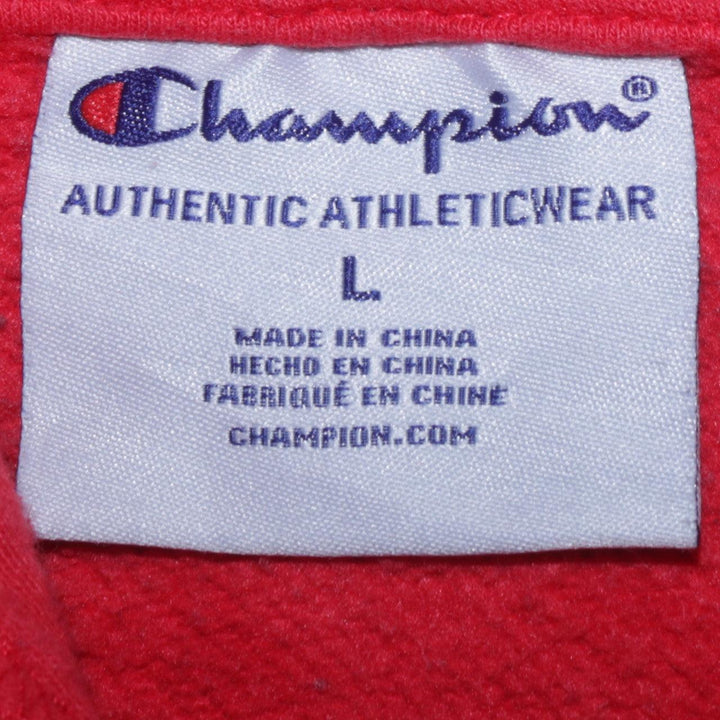 Champion®
AUTHENTIC ATHLETICWEAR
L
MADE IN CHINA
HECHO EN CHINA
FABRIQUÉ EN CHINE
CHAMPION.COM